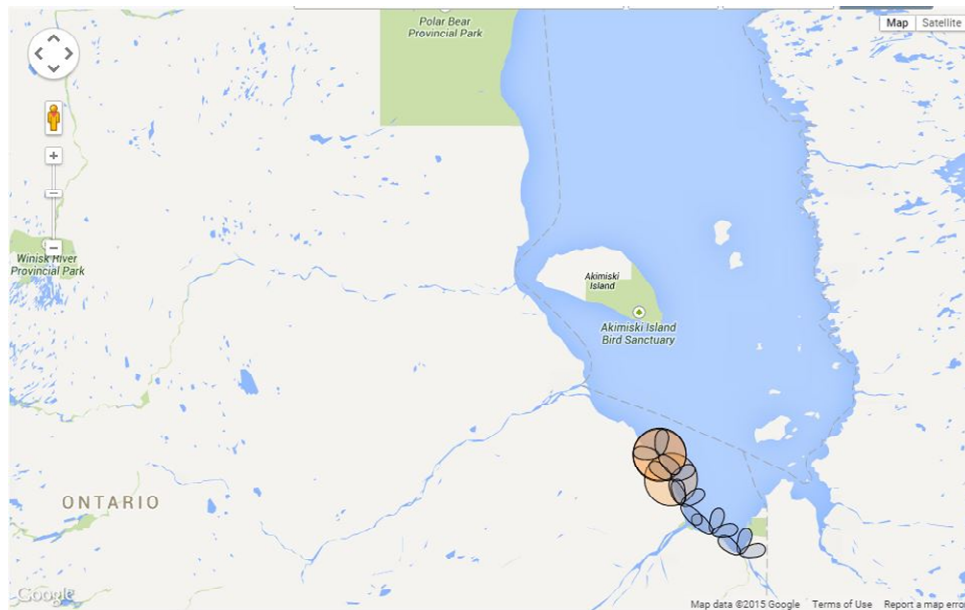 Polar Bear
Provincial Park
Map
Satellite
Winisk River
Provincial Park
Akimiski
Island
Akimiski Island
Bird Sanctuary
ONTARIO
Google
Map data ©2015 Google
Terms of Use
Report a map error